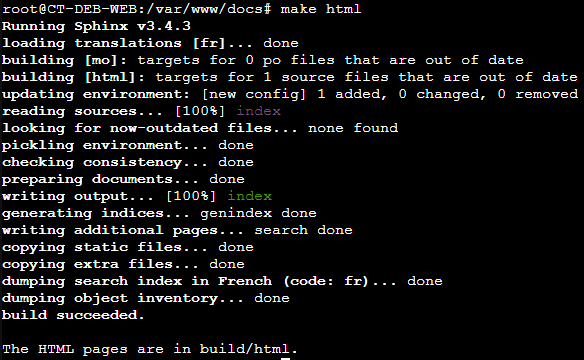 root@CT-DEB-WEB:/var/www/docs# make html
Running Sphinx v3.4.3
loading translations [fr]... done
building [mo]: targets for 0 po files that are out of date
building [html]: targets for 1 source files that are out of date
updating environment: [new config] 1 added, 0 changed, 0 removed
reading sources... [100%] index
looking for now-outdated files... none found
pickling environment... done
checking consistency... done
preparing documents... done
writing output... [100%] index
generating indices... genindex done
writing additional pages... search done
copying static files... done
copying extra files... done
dumping search index in French (code: fr)... done
dumping object inventory... done
build succeeded.

The HTML pages are in build/html.